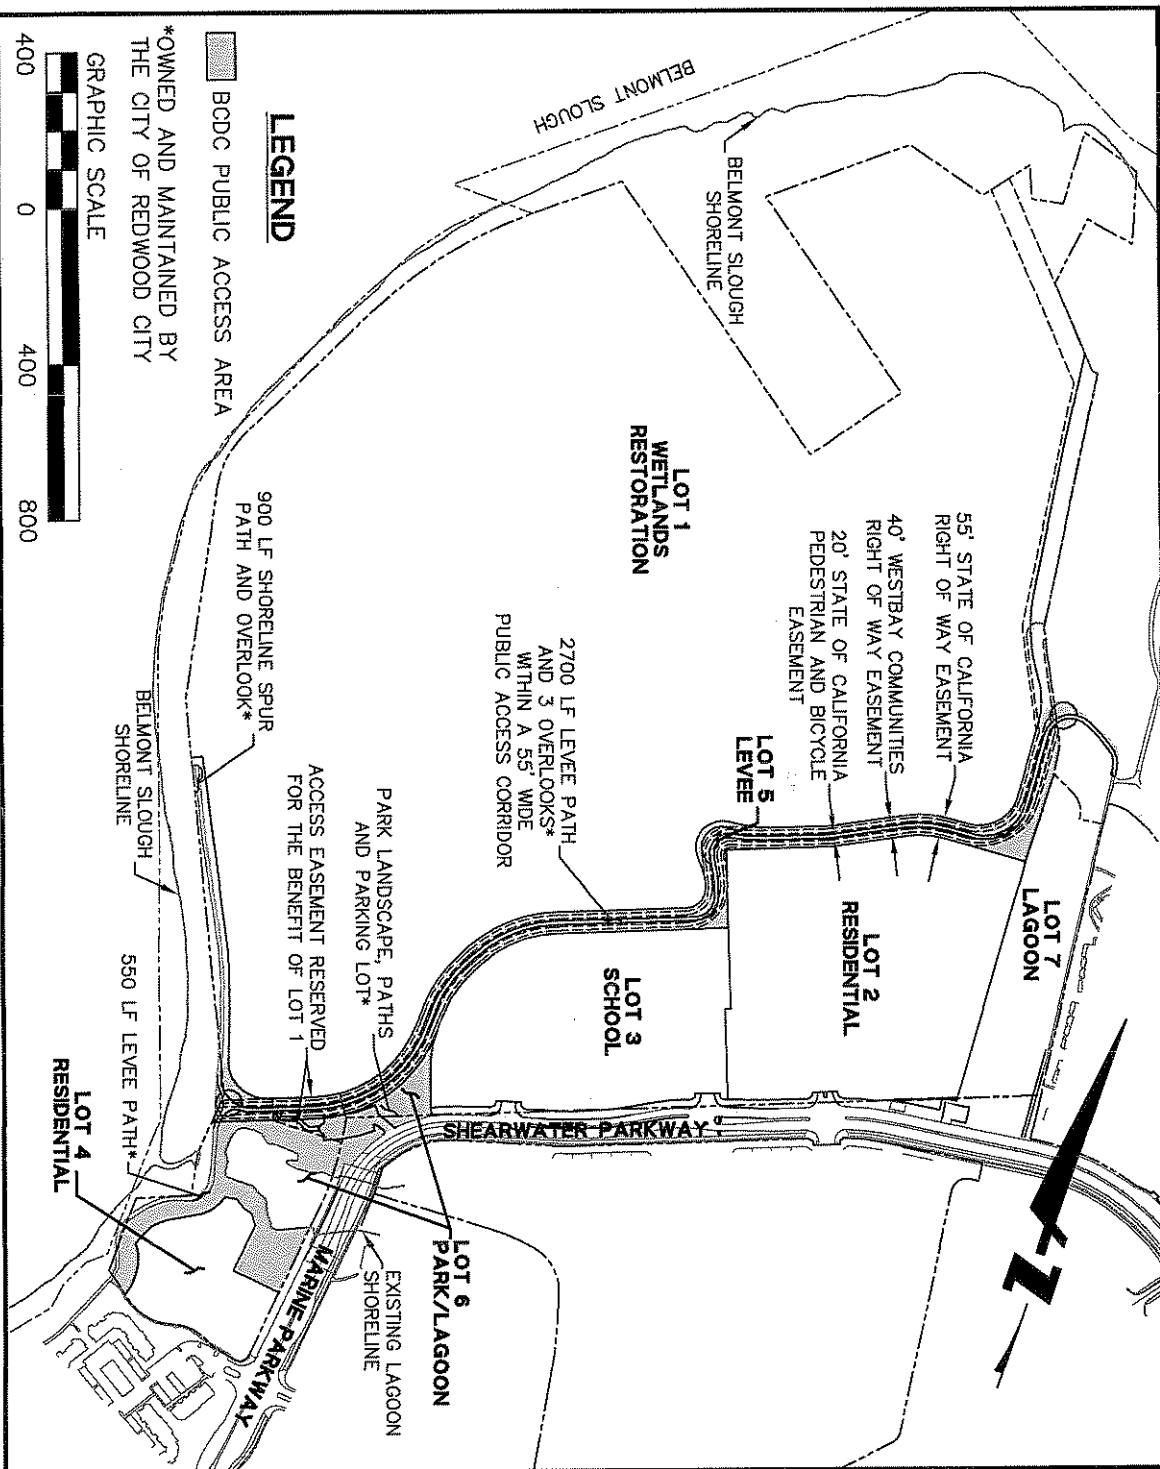 BELMONT SLOUGH
BELMONT SLOUGH
SHORELINE
LOT 1
WETLANDS
RESTORATION
55' STATE OF CALIFORNIA
RIGHT OF WAY EASEMENT
40' WESTBAY COMMUNITIES
RIGHT OF WAY EASEMENT
20' STATE OF CALIFORNIA
PEDESTRIAN AND BICYCLE
EASEMENT
LOT 7
LAGOON
LOT 2
RESIDENTIAL
LOT 5
LEVEE
2700 LF LEVEE PATH
AND 3 OVERLOOKS*
WITHIN A 55' WIDE
PUBLIC ACCESS CORRIDOR
LOT 3
SCHOOL
PARK LANDSCAPE, PATHS
AND PARKING LOT*
ACCESS EASEMENT RESERVED
FOR THE BENEFIT OF LOT 1
SHEARWATER PARKWAY
900 LF SHORELINE SPUR
PATH AND OVERLOOK*
BELMONT SLOUGH
SHORELINE
550 LF LEVEE PATH*
LOT 4
RESIDENTIAL
LOT 6
PARK/LAGOON
EXISTING LAGOON
SHORELINE
MARINE PARKWAY
N
LEGEND
BCDC PUBLIC ACCESS AREA
*OWNED AND MAINTAINED BY
THE CITY OF REDWOOD CITY
GRAPHIC SCALE
400 0 400 800